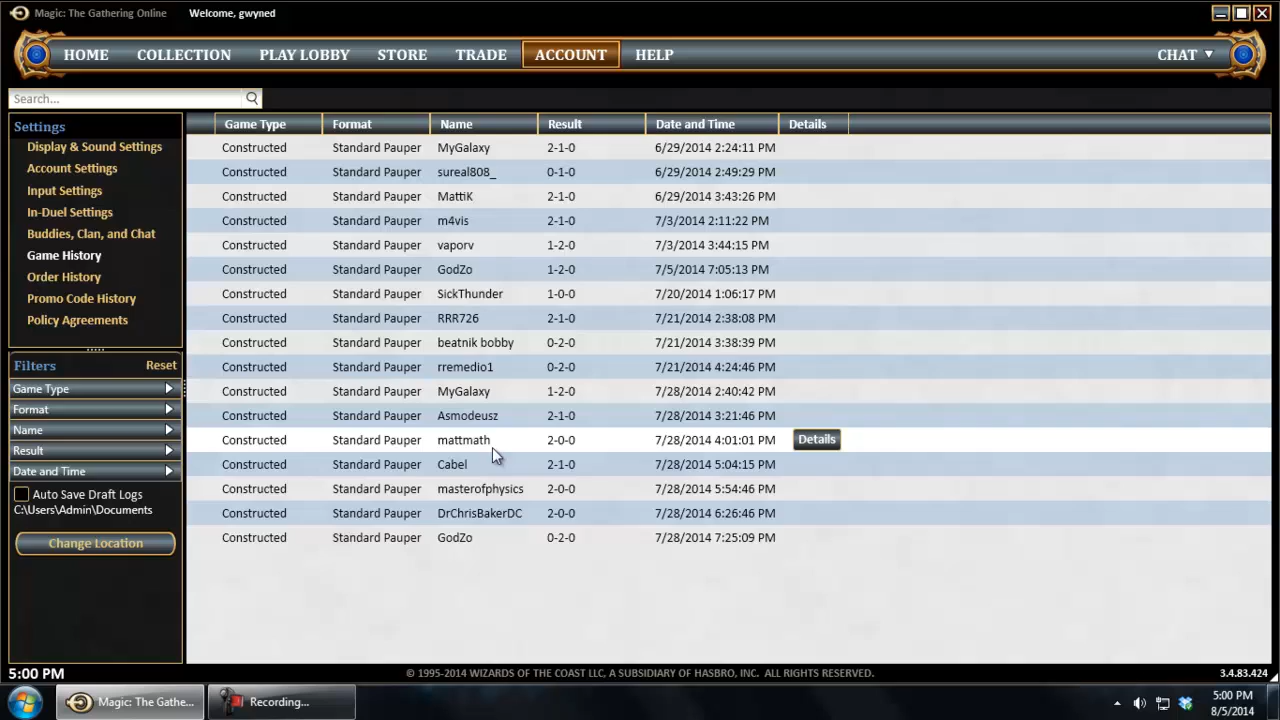 Magic: The Gathering Online Welcome, gwyned
HOME COLLECTION PLAY LOBBY STORE TRADE ACCOUNT HELP CHAT
Search...
Settings
Display & Sound Settings
Account Settings
Input Settings
In-Duel Settings
Buddies, Clan, and Chat
Game History
Order History
Promo Code History
Policy Agreements
Filters Reset
Game Type
Format
Name
Result
Date and Time
Auto Save Draft Logs
C:\Users\Admin\Documents
Change Location
Game Type Format Name Result Date and Time Details
Constructed Standard Pauper MyGalaxy 2-1-0 6/29/2014 2:24:11 PM
Constructed Standard Pauper sureal808_ 0-1-0 6/29/2014 2:49:29 PM
Constructed Standard Pauper MattiK 2-1-0 6/29/2014 3:43:26 PM
Constructed Standard Pauper m4vis 2-1-0 7/3/2014 2:11:22 PM
Constructed Standard Pauper vaporv 1-2-0 7/3/2014 3:44:15 PM
Constructed Standard Pauper GodZo 1-2-0 7/5/2014 7:05:13 PM
Constructed Standard Pauper SickThunder 1-0-0 7/20/2014 1:06:17 PM
Constructed Standard Pauper RRR726 2-1-0 7/21/2014 2:38:08 PM
Constructed Standard Pauper beatnik bobby 0-2-0 7/21/2014 3:38:39 PM
Constructed Standard Pauper rremedio1 0-2-0 7/21/2014 4:24:46 PM
Constructed Standard Pauper MyGalaxy 1-2-0 7/28/2014 2:40:42 PM
Constructed Standard Pauper Asmodeusz 2-1-0 7/28/2014 3:21:46 PM
Constructed Standard Pauper mattmath 2-0-0 7/28/2014 4:01:01 PM Details
Constructed Standard Pauper Cabel 2-1-0 7/28/2014 5:04:15 PM
Constructed Standard Pauper masterofphysics 2-0-0 7/28/2014 5:54:46 PM
Constructed Standard Pauper DrChrisBakerDC 2-0-0 7/28/2014 6:26:46 PM
Constructed Standard Pauper GodZo 0-2-0 7/28/2014 7:25:09 PM
5:00 PM © 1995-2014 WIZARDS OF THE COAST LLC, A SUBSIDIARY OF HASBRO, INC. ALL RIGHTS RESERVED. 3.4.83.424
Magic: The Gathe... Recording... 5:00 PM
8/5/2014